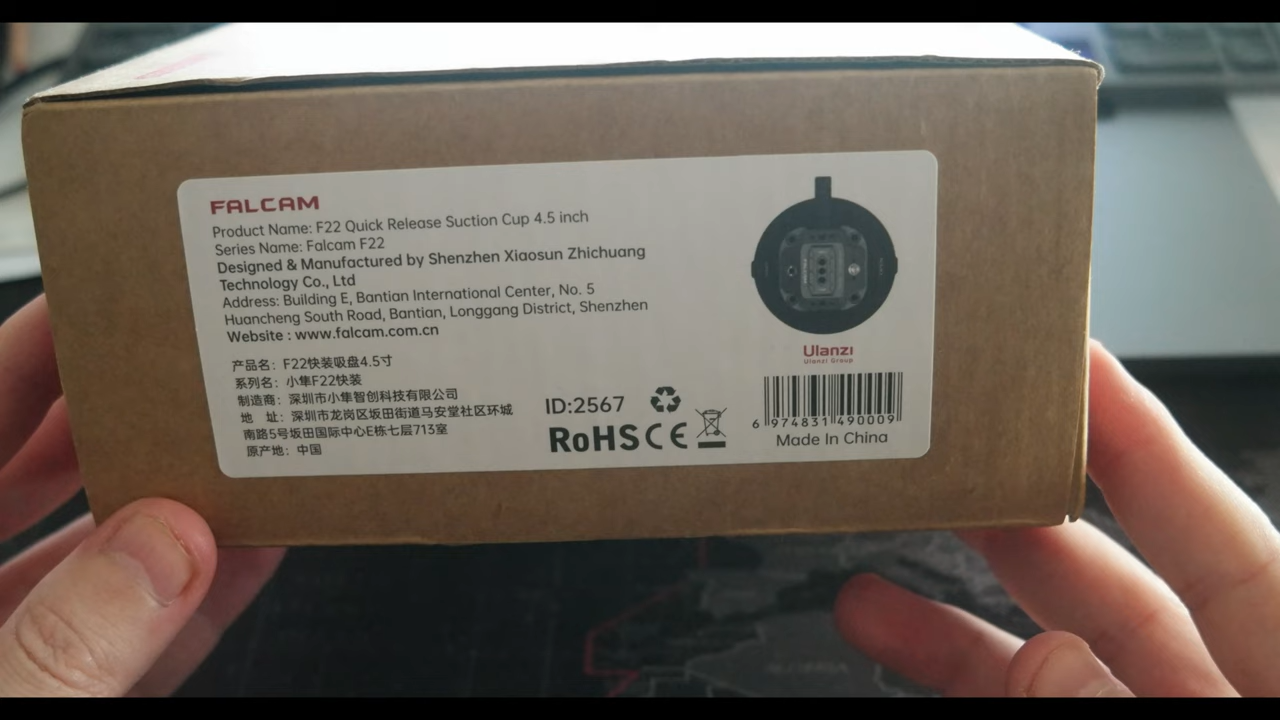 FALCAM
Product Name: F22 Quick Release Suction Cup 4.5 inch
Series Name: Falcam F22
Designed & Manufactured by Shenzhen Xiaosun Zhichuang
Technology Co., Ltd
Address: Building E, Bantian International Center, No. 5
Huancheng South Road, Bantian, Longgang District, Shenzhen
Website : www.falcam.com.cn
产品名：F22快装吸盘4.5寸
系列名：小隼F22快装
制造商：深圳市小隼智创科技有限公司
地 址：深圳市龙岗区坂田街道马安堂社区环城
南路5号坂田国际中心E栋七层713室
原产地：中国
ID:2567
RoHS CE
Ulanzi
Ulanzi Group
6 974831 490009
Made In China